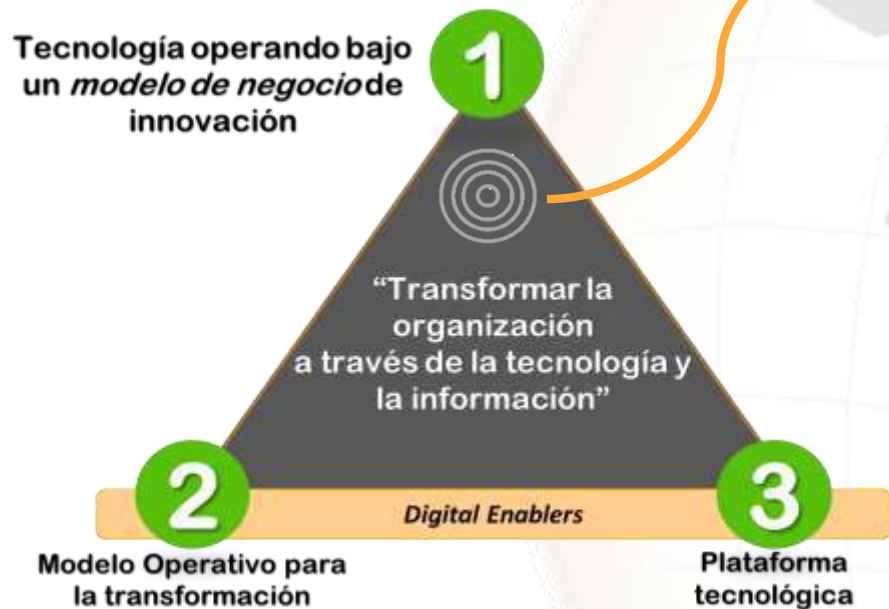 Tecnología operando bajo
un modelo de negocio de
innovación
1
"Transformar la
organización
a través de la tecnología y
la información"
2
Digital Enablers
3
Modelo Operativo para
la transformación
Plataforma
tecnológica